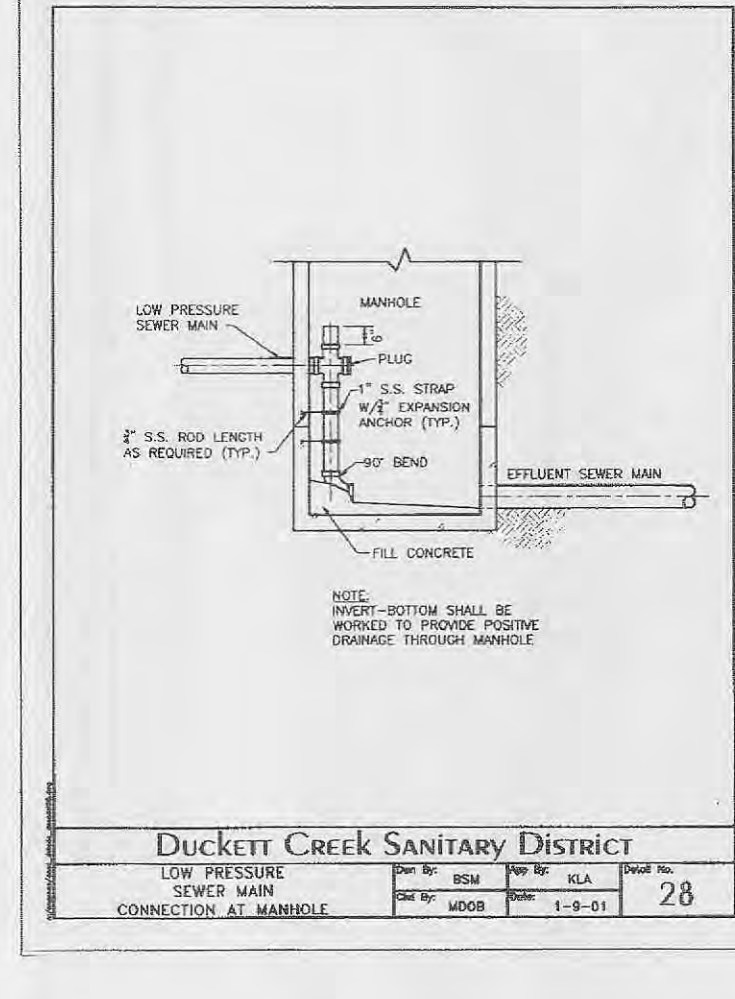 MANHOLE
LOW PRESSURE
SEWER MAIN
6"
PLUG
1" S.S. STRAP
W/¾" EXPANSION
ANCHOR (TYP.)
¾" S.S. ROD LENGTH
AS REQUIRED (TYP.)
90° BEND
EFFLUENT SEWER MAIN
FILL CONCRETE
NOTE:
INVERT-BOTTOM SHALL BE
WORKED TO PROVIDE POSITIVE
DRAINAGE THROUGH MANHOLE
DUCKETT CREEK SANITARY DISTRICT
LOW PRESSURE
SEWER MAIN
CONNECTION AT MANHOLE
Dwn By: BSM
App By: KLA
Ckd By: MDOB
Date: 1-9-01
Detail No.
28